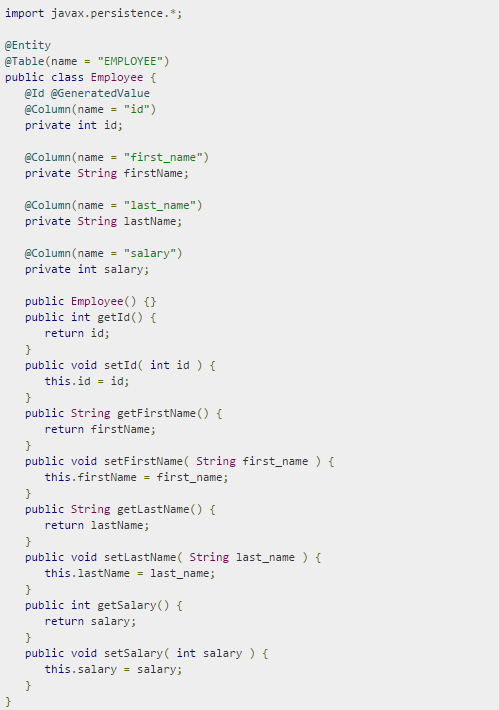 import javax.persistence.*;
@Entity
@Table(name = "EMPLOYEE")
public class Employee {
   @Id @GeneratedValue
   @Column(name = "id")
   private int id;
   @Column(name = "first_name")
   private String firstName;
   @Column(name = "last_name")
   private String lastName;
   @Column(name = "salary")
   private int salary;
   public Employee() {}
   public int getId() {
      return id;
   }
   public void setId( int id ) {
      this.id = id;
   }
   public String getFirstName() {
      return firstName;
   }
   public void setFirstName( String first_name ) {
      this.firstName = first_name;
   }
   public String getLastName() {
      return lastName;
   }
   public void setLastName( String last_name ) {
      this.lastName = last_name;
   }
   public int getSalary() {
      return salary;
   }
   public void setSalary( int salary ) {
      this.salary = salary;
   }
}